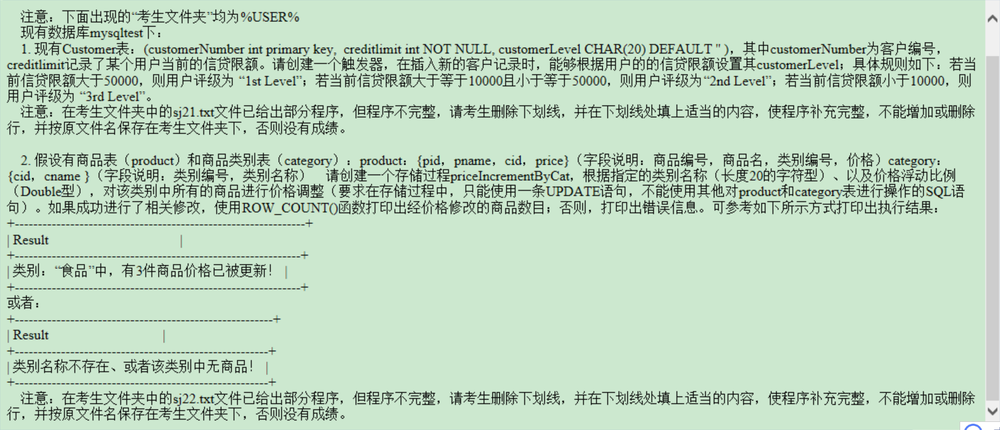 注意：下面出现的“考生文件夹”均为%USER%
现有数据库mysqltest下：
1. 现有Customer表：(customerNumber int primary key,  creditlimit int NOT NULL, customerLevel CHAR(20) DEFAULT '' )，其中customerNumber为客户编号，
creditlimit记录了某个用户当前的信贷限额。请创建一个触发器，在插入新的客户记录时，能够根据用户的的信贷限额设置其customerLevel；具体规则如下：若当
前信贷限额大于50000，则用户评级为 “1st Level”；若当前信贷限额大于等于10000且小于等于50000，则用户评级为“2nd Level”；若当前信贷限额小于10000，则
用户评级为 “3rd Level”。
注意：在考生文件夹中的sj21.txt文件已给出部分程序，但程序不完整，请考生删除下划线，并在下划线处填上适当的内容，使程序补充完整，不能增加或删除
行，并按原文件名保存在考生文件夹下，否则没有成绩。
2. 假设有商品表（product）和商品类别表（category）：product：{pid，pname，cid，price}（字段说明：商品编号，商品名，类别编号，价格）category：
{cid，cname }（字段说明：类别编号，类别名称）    请创建一个存储过程priceIncrementByCat，根据指定的类别名称（长度20的字符型）、以及价格浮动比例
（Double型），对该类别中所有的商品进行价格调整（要求在存储过程中，只能使用一条UPDATE语句，不能使用其他对product和category表进行操作的SQL语
句）。如果成功进行了相关修改，使用ROW_COUNT()函数打印出经价格修改的商品数目；否则，打印出错误信息。可参考如下所示方式打印出执行结果：
+---------------------------------------------------------------+
| Result                                      |
+--------------------------------------------------------------+
| 类别：“食品”中，有3件商品价格已被更新！ |
+--------------------------------------------------------------+
或者：
+--------------------------------------------------------+
| Result                                 |
+-------------------------------------------------------+
| 类别名称不存在、或者该类别中无商品！ |
+-------------------------------------------------------+
注意：在考生文件夹中的sj22.txt文件已给出部分程序，但程序不完整，请考生删除下划线，并在下划线处填上适当的内容，使程序补充完整，不能增加或删除
行，并按原文件名保存在考生文件夹下，否则没有成绩。